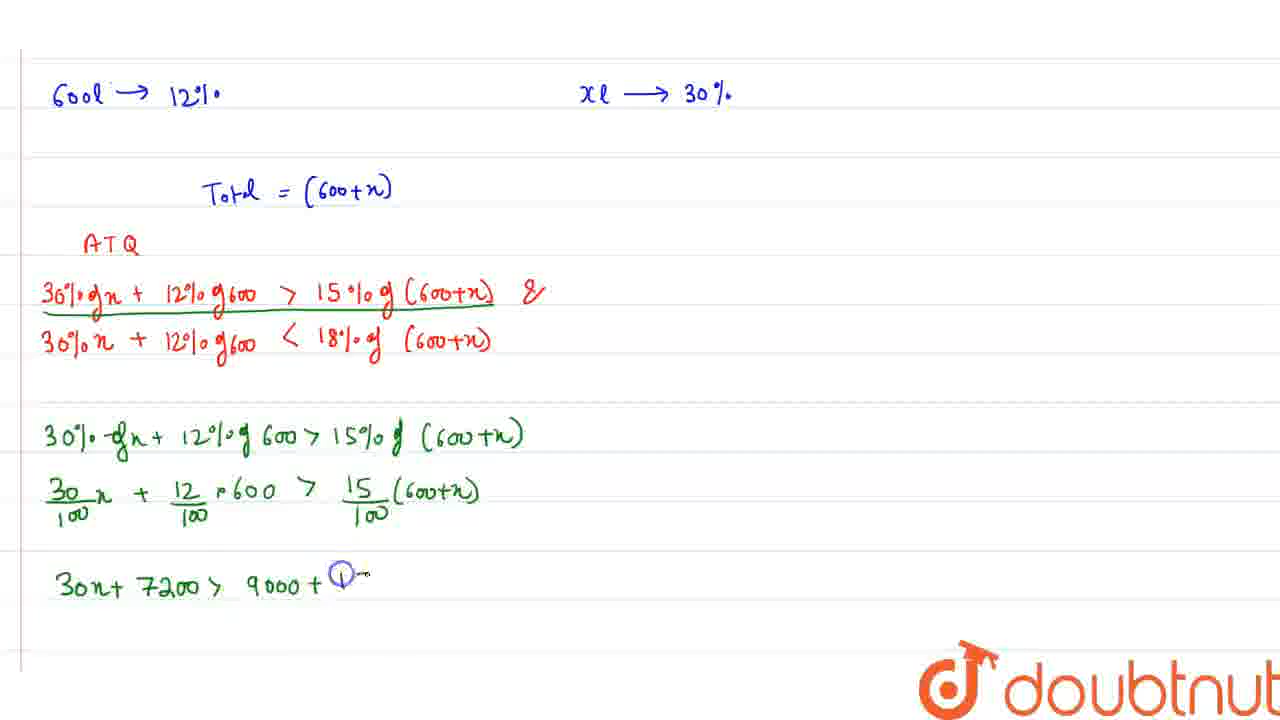 600l → 12%
xl → 30%
Total = (600+x)
ATQ
30% of x + 12% of 600 > 15% of (600+x) &
30% x + 12% of 600 < 18% of (600+x)
30% of x + 12% of 600 > 15% of (600+x)
30/100 x + 12/100 · 600 > 15/100 (600+x)
30x + 7200 > 9000 + 1
doubtnut